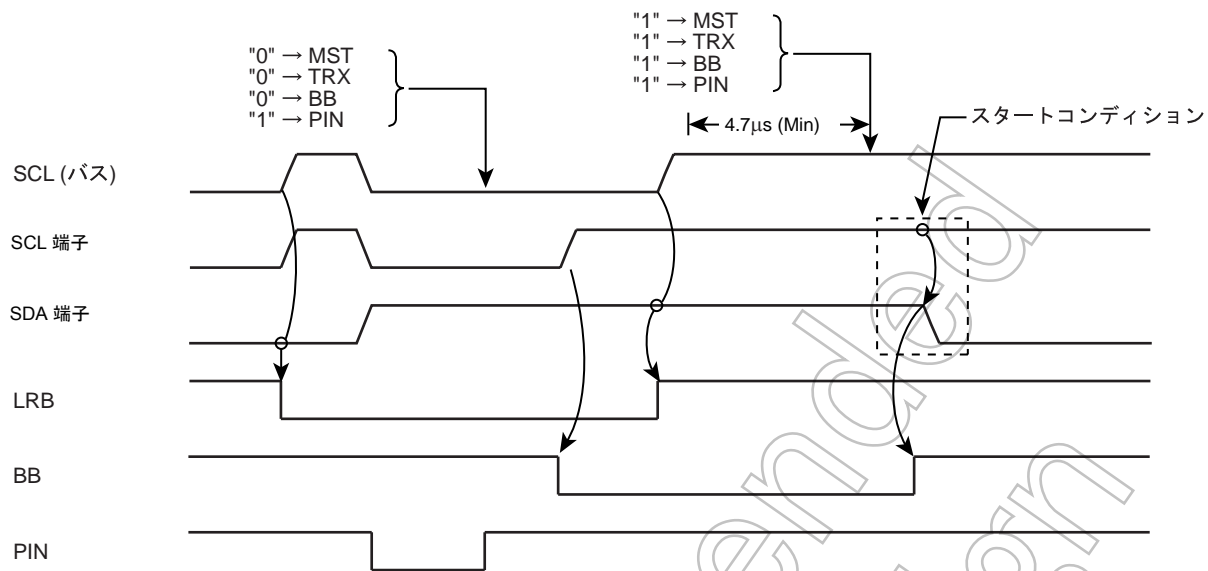 "0" → MST
"0" → TRX
"0" → BB
"1" → PIN
"1" → MST
"1" → TRX
"1" → BB
"1" → PIN
4.7μs (Min)
スタートコンディション
SCL (バス)
SCL 端子
SDA 端子
LRB
BB
PIN
ended